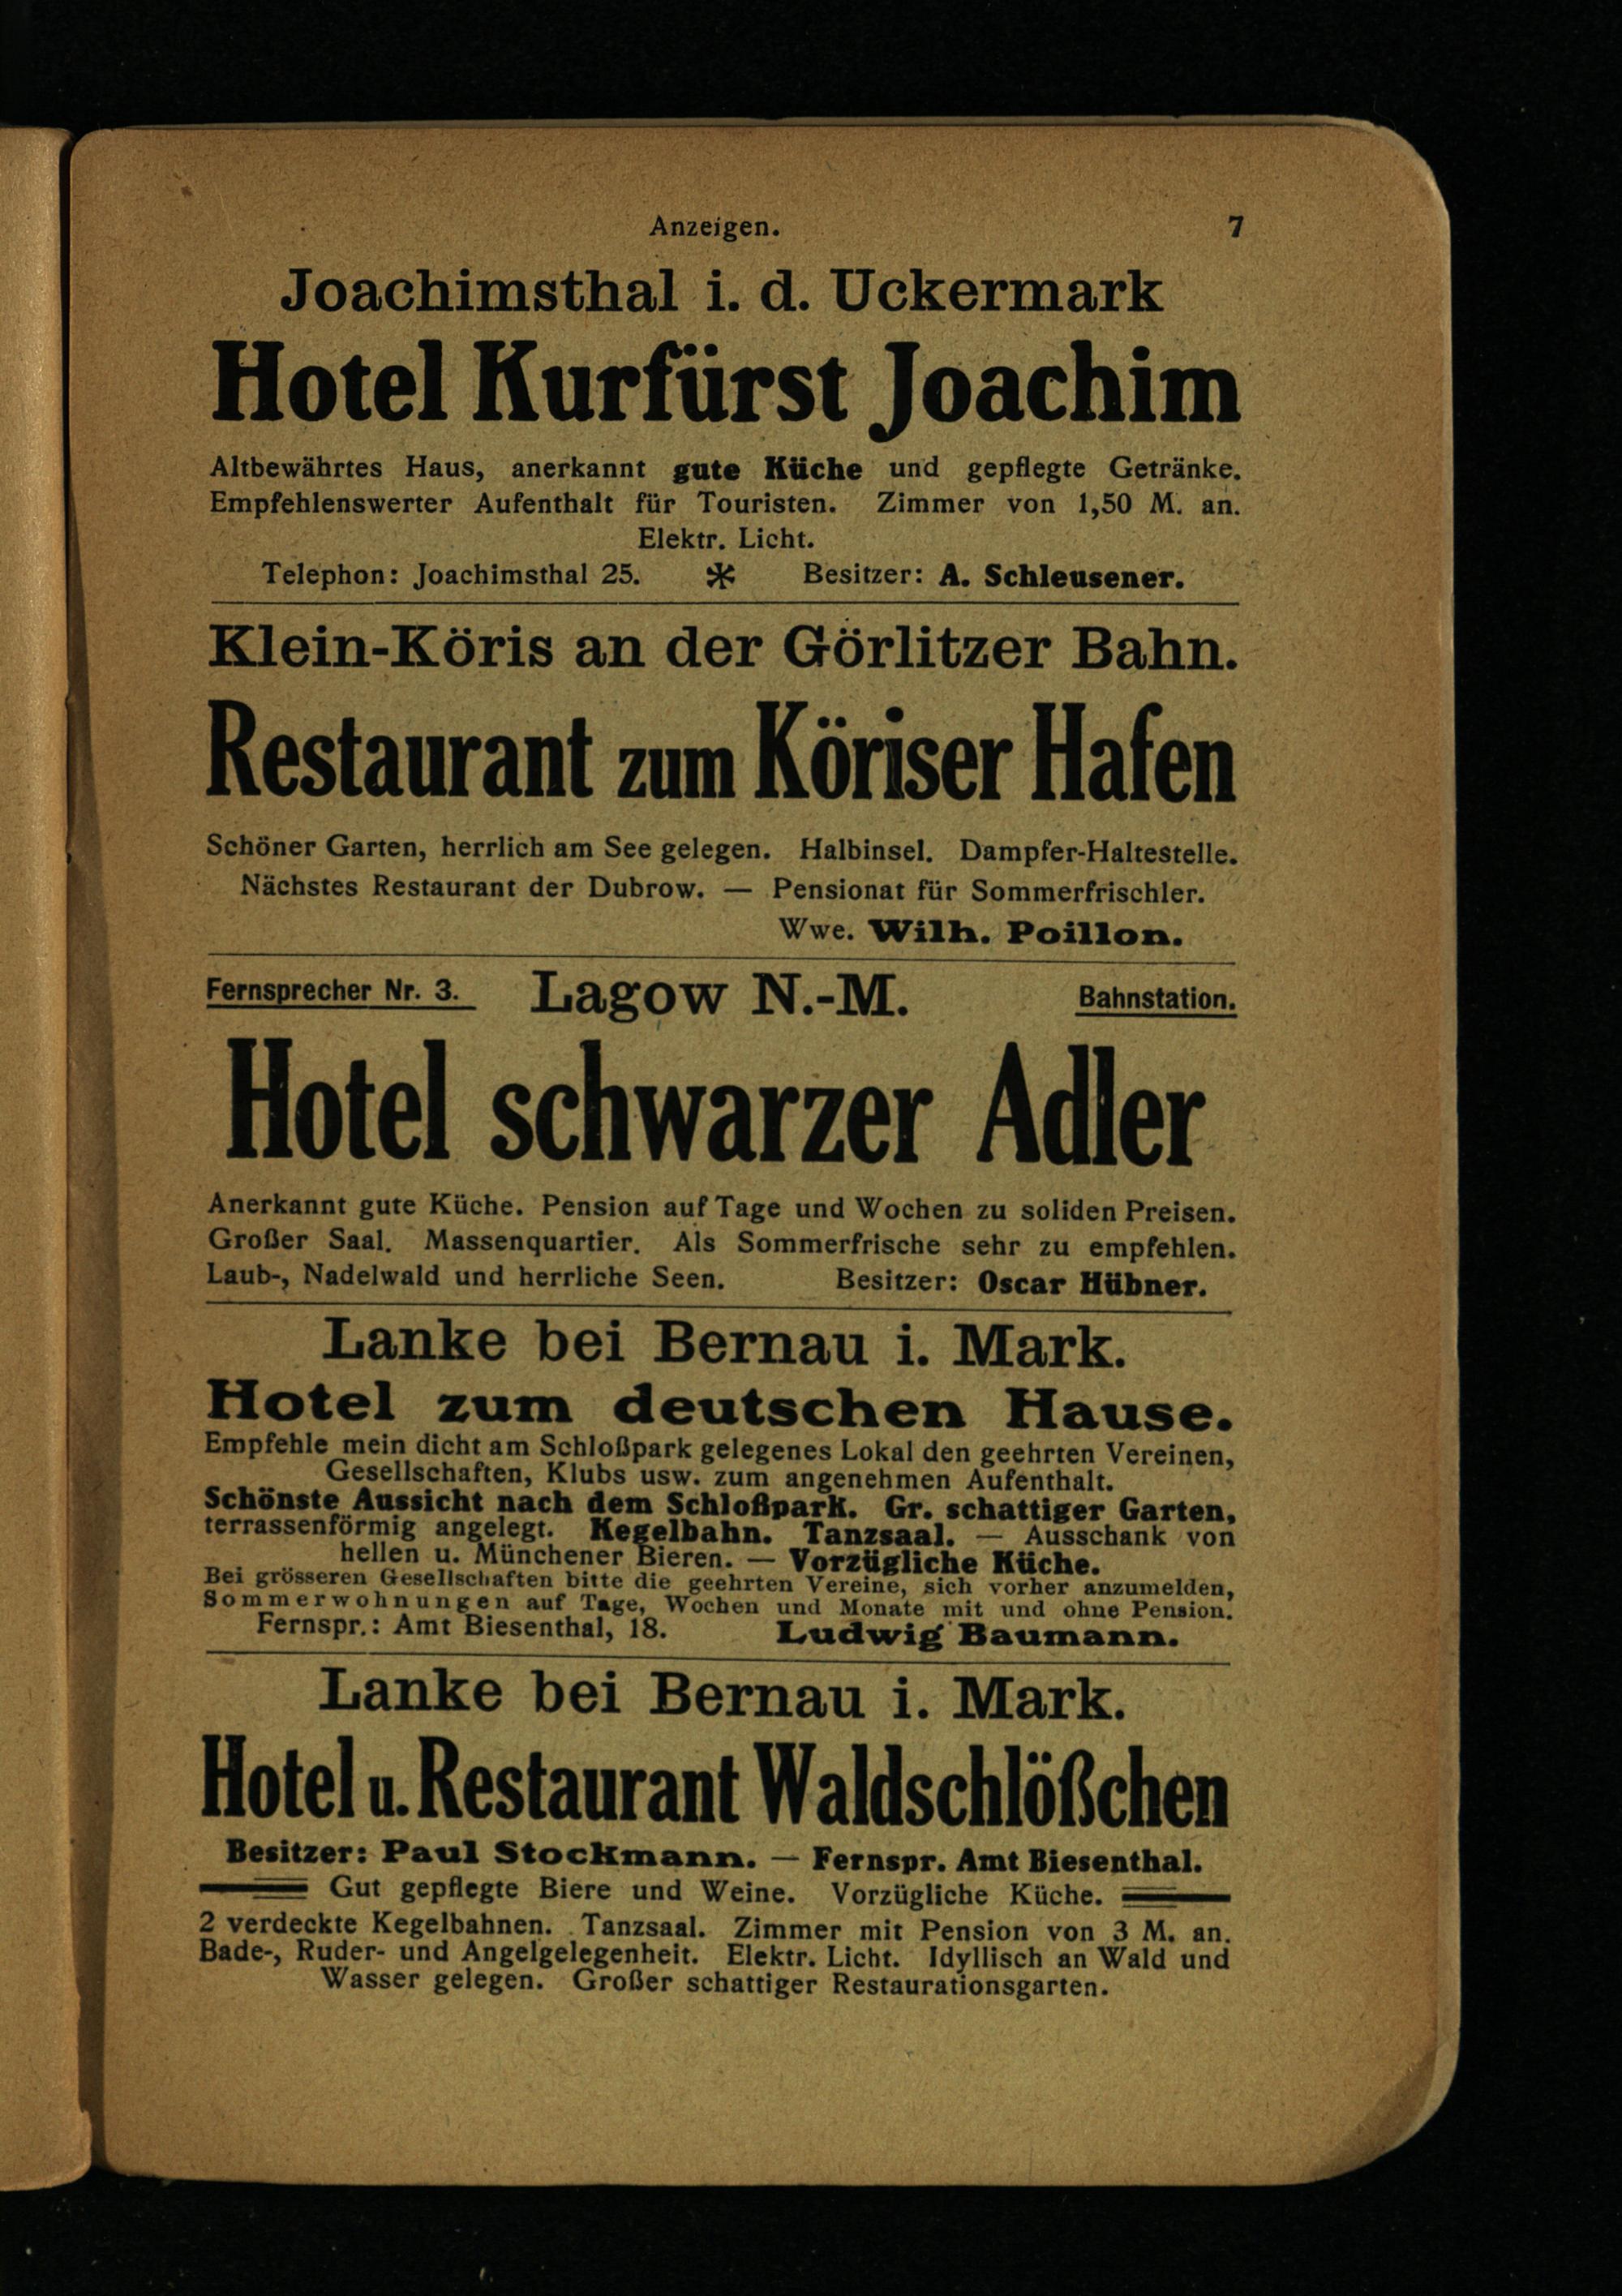 Anzeigen. 7
Joachimsthal i. d. Uckermark
Hotel Kurfürst Joachim
Altbewährtes Haus, anerkannt gute Küche und gepflegte Getränke.
Empfehlenswerter Aufenthalt für Touristen. Zimmer von 1,50 M. an.
Elektr. Licht.
Telephon: Joachimsthal 25. * Besitzer: A. Schleusener.
Klein-Köris an der Görlitzer Bahn.
Restaurant zum Köriser Hafen
Schöner Garten, herrlich am See gelegen. Halbinsel. Dampfer-Haltestelle.
Nächstes Restaurant der Dubrow. — Pensionat für Sommerfrischler.
Wwe. Wilh. Poillon.
Fernsprecher Nr. 3. Lagow N.-M. Bahnstation.
Hotel schwarzer Adler
Anerkannt gute Küche. Pension auf Tage und Wochen zu soliden Preisen.
Großer Saal. Massenquartier. Als Sommerfrische sehr zu empfehlen.
Laub-, Nadelwald und herrliche Seen. Besitzer: Oscar Hübner.
Lanke bei Bernau i. Mark.
Hotel zum deutschen Hause.
Empfehle mein dicht am Schloßpark gelegenes Lokal den geehrten Vereinen,
Gesellschaften, Klubs usw. zum angenehmen Aufenthalt.
Schönste Aussicht nach dem Schloßpark. Gr. schattiger Garten,
terrassenförmig angelegt. Kegelbahn. Tanzsaal. — Ausschank von
hellen u. Münchener Bieren. — Vorzügliche Küche.
Bei grösseren Gesellschaften bitte die geehrten Vereine, sich vorher anzumelden,
Sommerwohnungen auf Tage, Wochen und Monate mit und ohne Pension.
Fernspr.: Amt Biesenthal, 18. Ludwig Baumann.
Lanke bei Bernau i. Mark.
Hotel u. Restaurant Waldschlößchen
Besitzer: Paul Stockmann. — Fernspr. Amt Biesenthal.
Gut gepflegte Biere und Weine. Vorzügliche Küche.
2 verdeckte Kegelbahnen. Tanzsaal. Zimmer mit Pension von 3 M. an.
Bade-, Ruder- und Angelgelegenheit. Elektr. Licht. Idyllisch an Wald und
Wasser gelegen. Großer schattiger Restaurationsgarten.